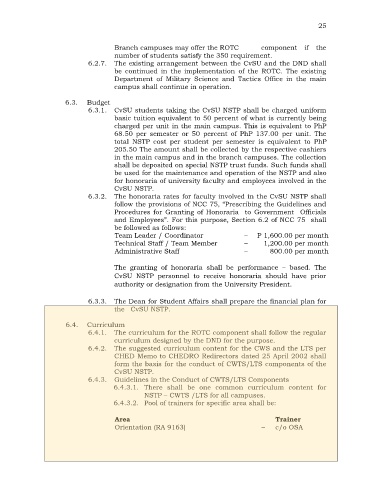 25
Branch campuses may offer the ROTC component if the
number of students satisfy the 350 requirement.
6.2.7. The existing arrangement between the CvSU and the DND shall
be continued in the implementation of the ROTC. The existing
Department of Military Science and Tactics Office in the main
campus shall continue in operation.
6.3. Budget
6.3.1. CvSU students taking the CvSU NSTP shall be charged uniform
basic tuition equivalent to 50 percent of what is currently being
charged per unit in the main campus. This is equivalent to PhP
68.50 per semester or 50 percent of PhP 137.00 per unit. The
total NSTP cost per student per semester is equivalent to PhP
205.50 The amount shall be collected by the respective cashiers
in the main campus and in the branch campuses. The collection
shall be deposited on special NSTP trust funds. Such funds shall
be used for the maintenance and operation of the NSTP and also
for honoraria of university faculty and employees involved in the
CvSU NSTP.
6.3.2. The honoraria rates for faculty involved in the CvSU NSTP shall
follow the provisions of NCC 75, "Prescribing the Guidelines and
Procedures for Granting of Honoraria to Government Officials
and Employees". For this purpose, Section 6.2 of NCC 75 shall
be followed as follows:
Team Leader / Coordinator – P 1,600.00 per month
Technical Staff / Team Member – 1,200.00 per month
Administrative Staff – 800.00 per month
The granting of honoraria shall be performance – based. The
CvSU NSTP personnel to receive honoraria should have prior
authority or designation from the University President.
6.3.3. The Dean for Student Affairs shall prepare the financial plan for
the CvSU NSTP.
6.4. Curriculum
6.4.1. The curriculum for the ROTC component shall follow the regular
curriculum designed by the DND for the purpose.
6.4.2. The suggested curriculum content for the CWS and the LTS per
CHED Memo to CHEDRO Redirectors dated 25 April 2002 shall
form the basis for the conduct of CWTS/LTS components of the
CvSU NSTP.
6.4.3. Guidelines in the Conduct of CWTS/LTS Components
6.4.3.1. There shall be one common curriculum content for
NSTP – CWTS /LTS for all campuses.
6.4.3.2. Pool of trainers for specific area shall be:
Area Trainer
Orientation (RA 9163) – c/o OSA